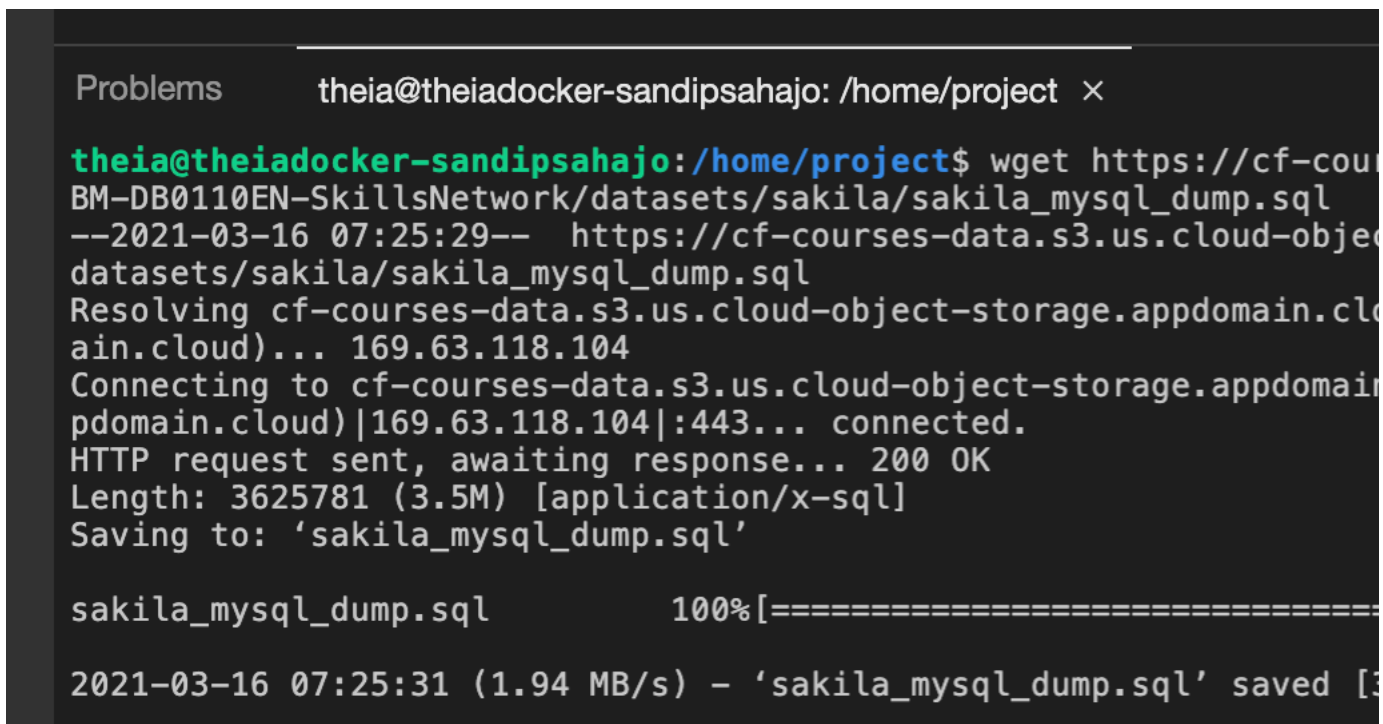 Problems theia@theiadocker-sandipsahajo: /home/project ×
theia@theiadocker-sandipsahajo:/home/project$ wget https://cf-cour
BM-DB0110EN-SkillsNetwork/datasets/sakila/sakila_mysql_dump.sql
--2021-03-16 07:25:29--  https://cf-courses-data.s3.us.cloud-objec
datasets/sakila/sakila_mysql_dump.sql
Resolving cf-courses-data.s3.us.cloud-object-storage.appdomain.clo
ain.cloud)... 169.63.118.104
Connecting to cf-courses-data.s3.us.cloud-object-storage.appdomain
pdomain.cloud)|169.63.118.104|:443... connected.
HTTP request sent, awaiting response... 200 OK
Length: 3625781 (3.5M) [application/x-sql]
Saving to: ‘sakila_mysql_dump.sql’
sakila_mysql_dump.sql         100%[===============================
2021-03-16 07:25:31 (1.94 MB/s) – ‘sakila_mysql_dump.sql’ saved [3